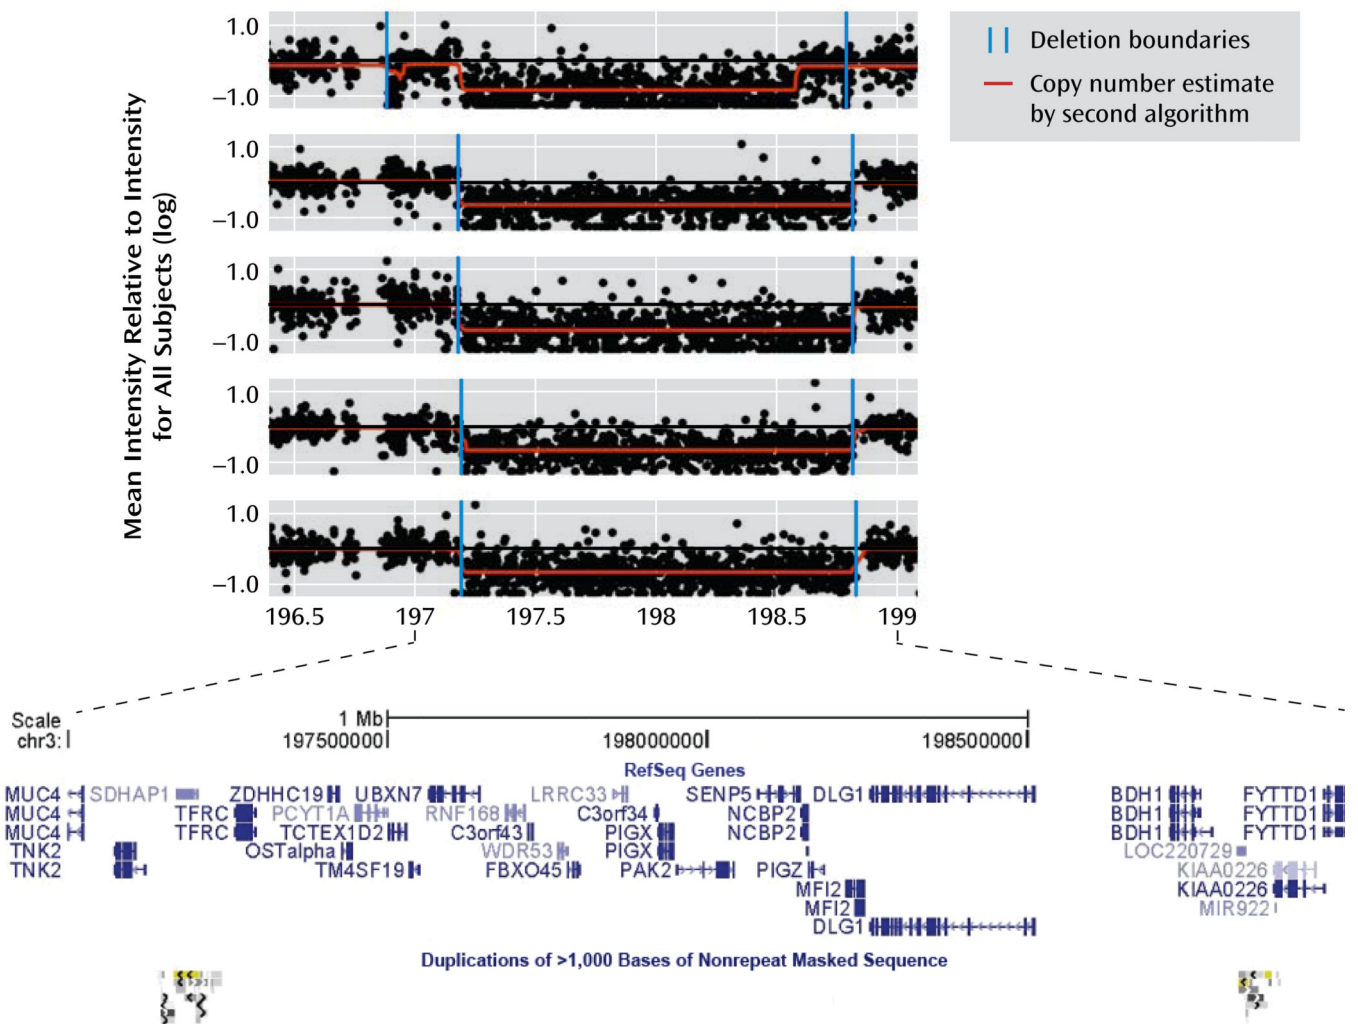 1.0
−1.0
1.0
−1.0
1.0
−1.0
1.0
−1.0
1.0
−1.0
Mean Intensity Relative to Intensity
for All Subjects (log)
Deletion boundaries
Copy number estimate
by second algorithm
196.5 197 197.5 198 198.5 199
Scale 1 Mb
chr3: 197500000 198000000 198500000
RefSeq Genes
MUC4 SDHAP1 ZDHHC19 UBXN7 LRRC33 SENP5 DLG1 BDH1 FYTTD1
MUC4 TFRC PCYT1A RNF168 C3orf34 NCBP2 BDH1 FYTTD1
MUC4 TFRC TCTEX1D2 C3orf43 PIGX NCBP2 BDH1 FYTTD1
TNK2 OSTalpha WDR53 PIGX LOC220729
TNK2 TM4SF19 FBXO45 PAK2 PIGZ KIAA0226
MFI2 KIAA0226
MFI2 MIR922
DLG1
Duplications of >1,000 Bases of Nonrepeat Masked Sequence